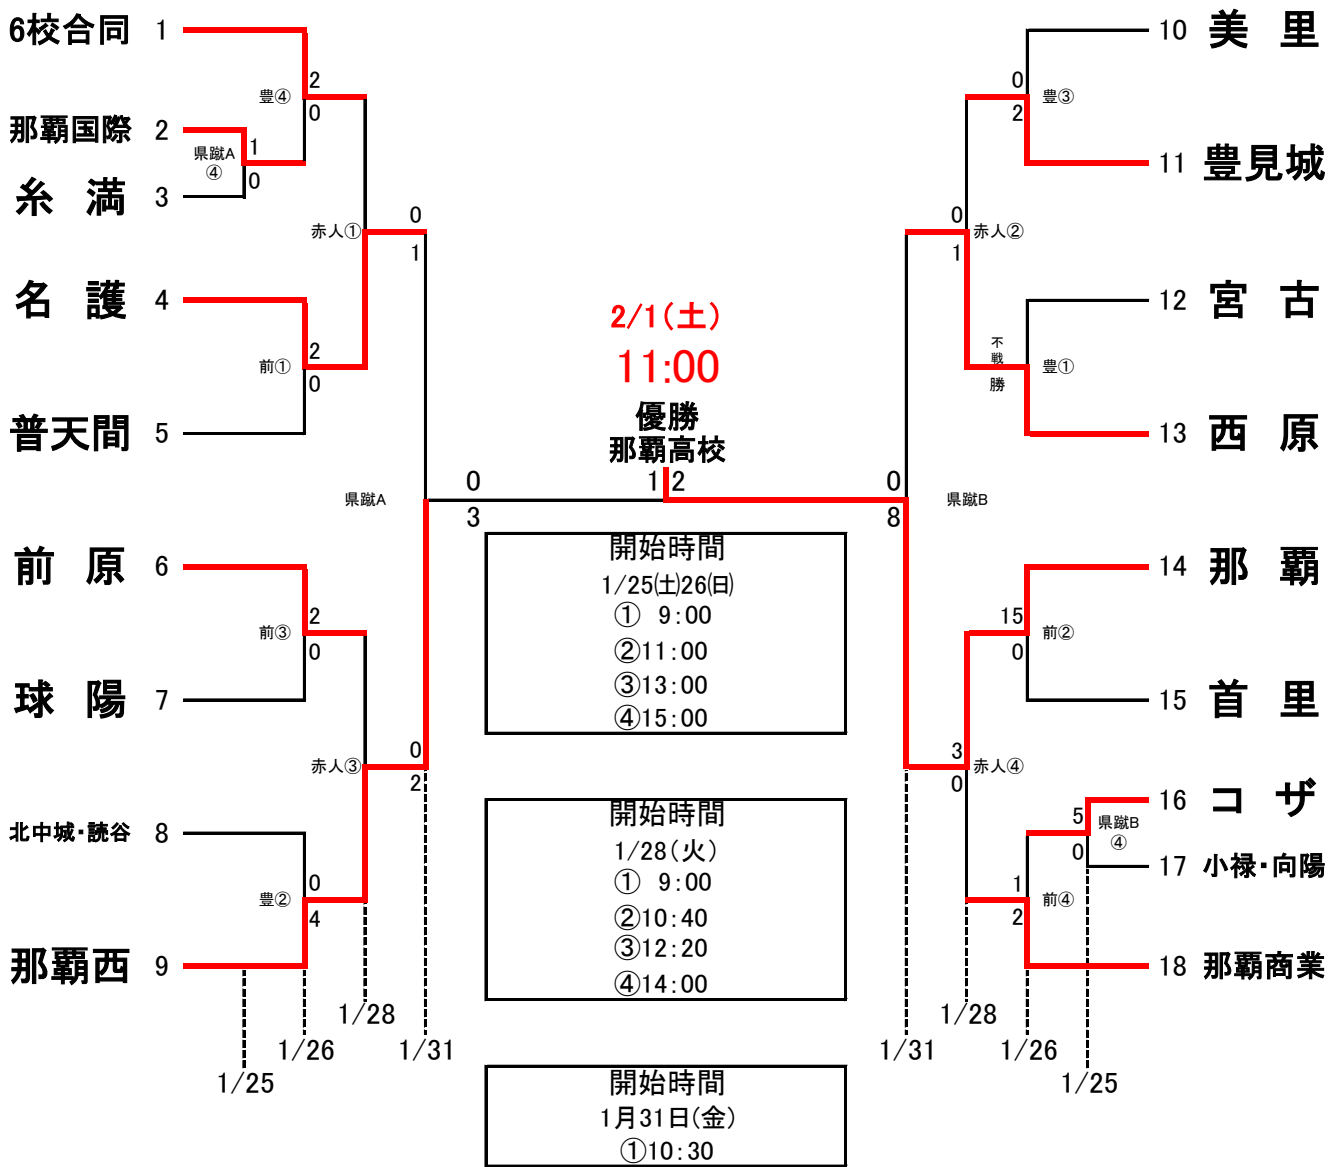 6校合同 1
2
豊④
0
那覇国際 2
1
県蹴A
④
0
糸 満 3
0
赤人①
1
名 護 4
2
前①
0
普天間 5
0
県蹴A
3
前 原 6
2
前③
0
球 陽 7
0
赤人③
2
北中城・読谷 8
0
豊②
4
那覇西 9
1/25
1/26
1/28
1/31
2/1(土)
11:00
優勝
那覇高校
1 2
開始時間
1/25㈯26㈰
① 9:00
②11:00
③13:00
④15:00
開始時間
1/28(火)
① 9:00
②10:40
③12:20
④14:00
開始時間
1月31日(金)
①10:30
10 美 里
0
豊③
2
11 豊見城
0
赤人②
1
12 宮 古
不戦勝
豊①
13 西 原
0
県蹴B
8
14 那 覇
15
前②
0
15 首 里
3
赤人④
0
16 コ ザ
5
県蹴B
④
0
17 小禄・向陽
1
前④
2
18 那覇商業
1/31
1/28
1/26
1/25